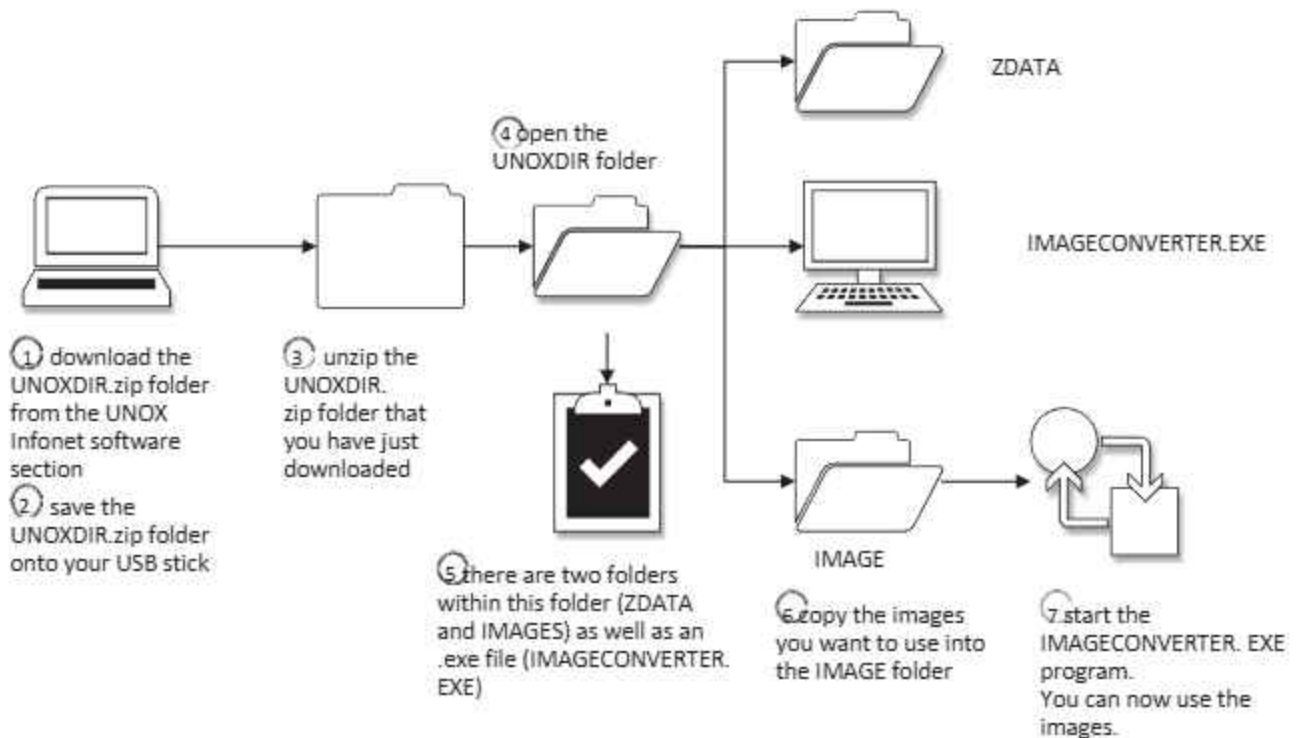 ZDATA
4 open the
UNOXDIR folder
IMAGECONVERTER.EXE
1 download the
UNOXDIR.zip folder
from the UNOX
Infonet software
section
2 save the
UNOXDIR.zip folder
onto your USB stick
3 unzip the
UNOXDIR.
zip folder that
you have just
downloaded
5 there are two folders
within this folder (ZDATA
and IMAGES) as well as an
.exe file (IMAGECONVERTER.
EXE)
IMAGE
6 copy the images
you want to use into
the IMAGE folder
7 start the
IMAGECONVERTER. EXE
program.
You can now use the
images.